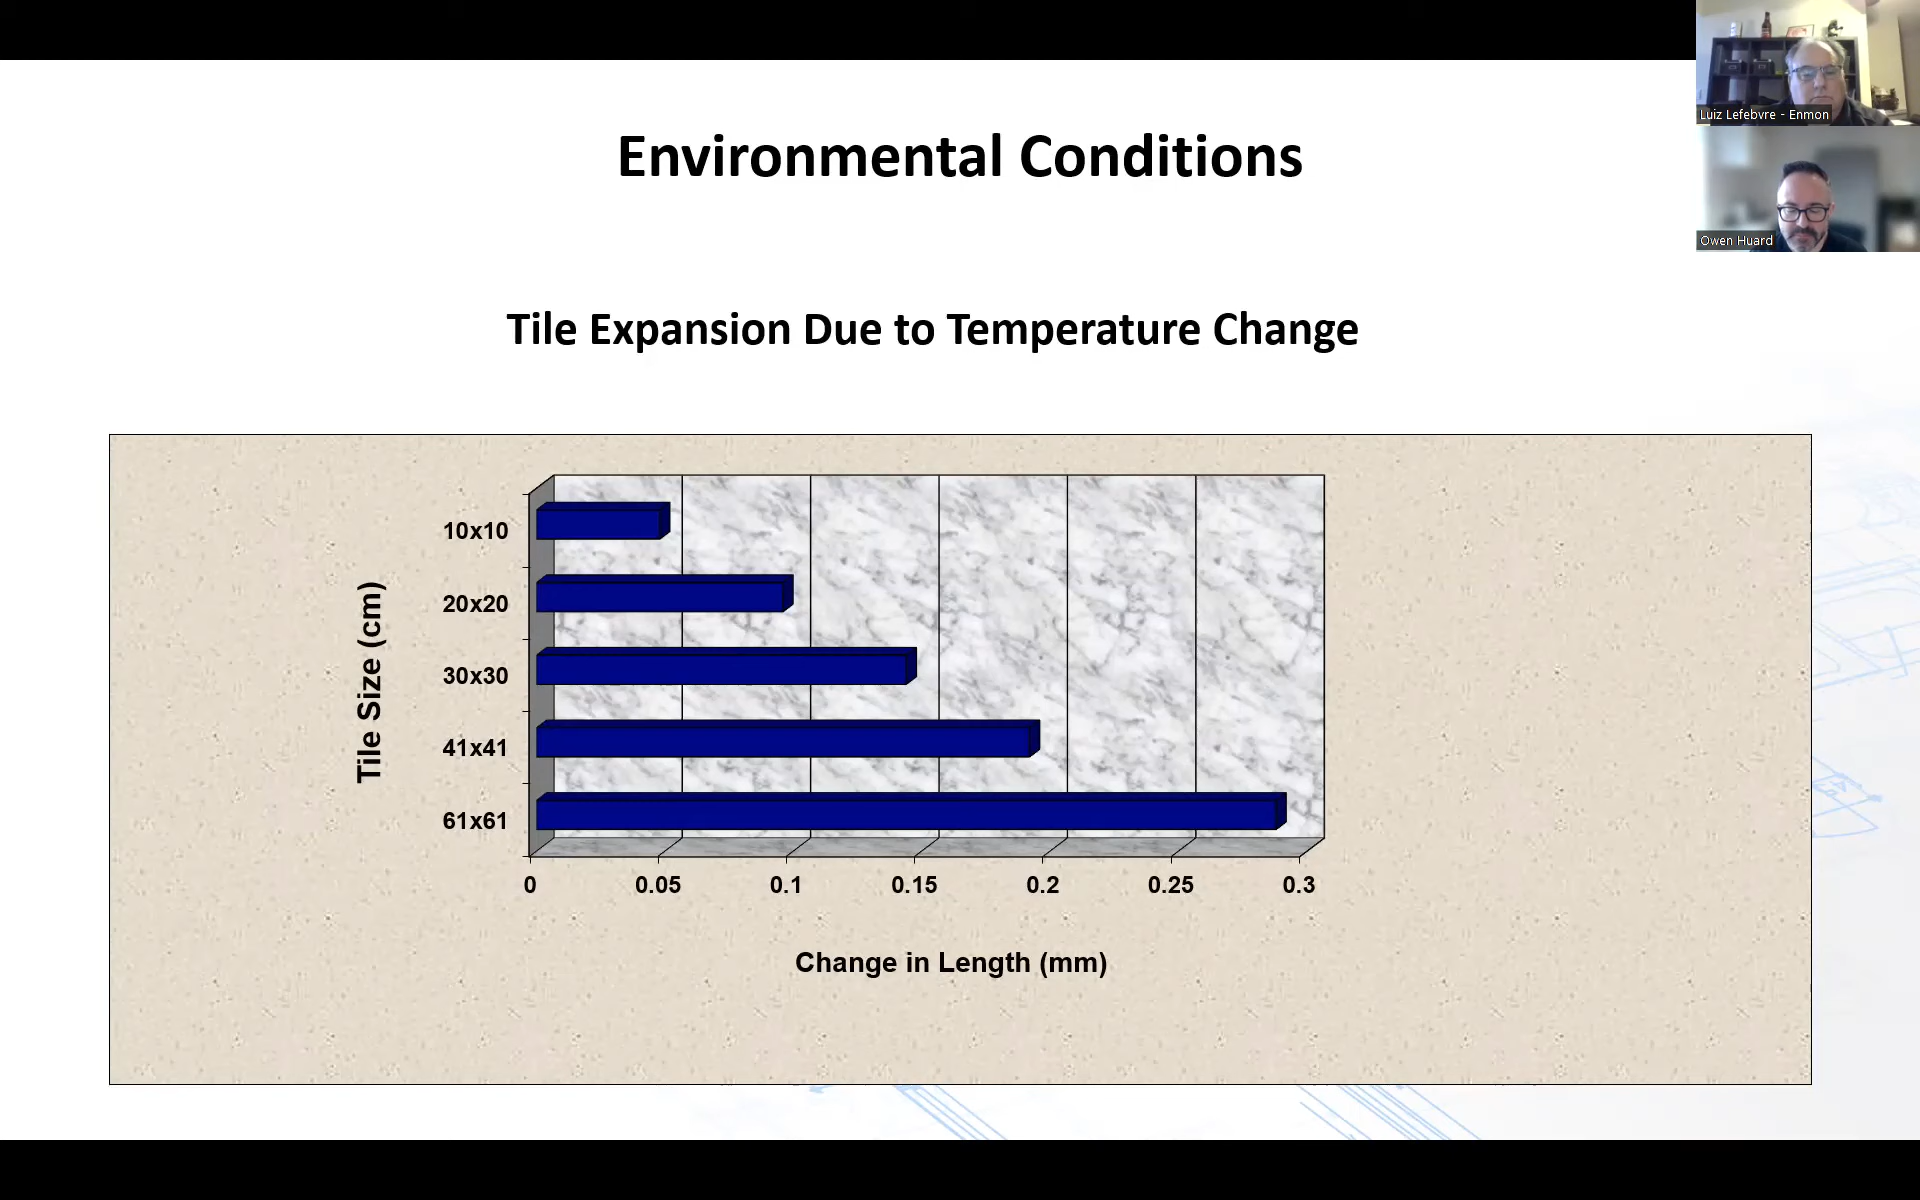 Luiz Lefebvre - Enmon
Owen Huard
Environmental Conditions
Tile Expansion Due to Temperature Change
Tile Size (cm)
10x10
20x20
30x30
41x41
61x61
0 0.05 0.1 0.15 0.2 0.25 0.3
Change in Length (mm)